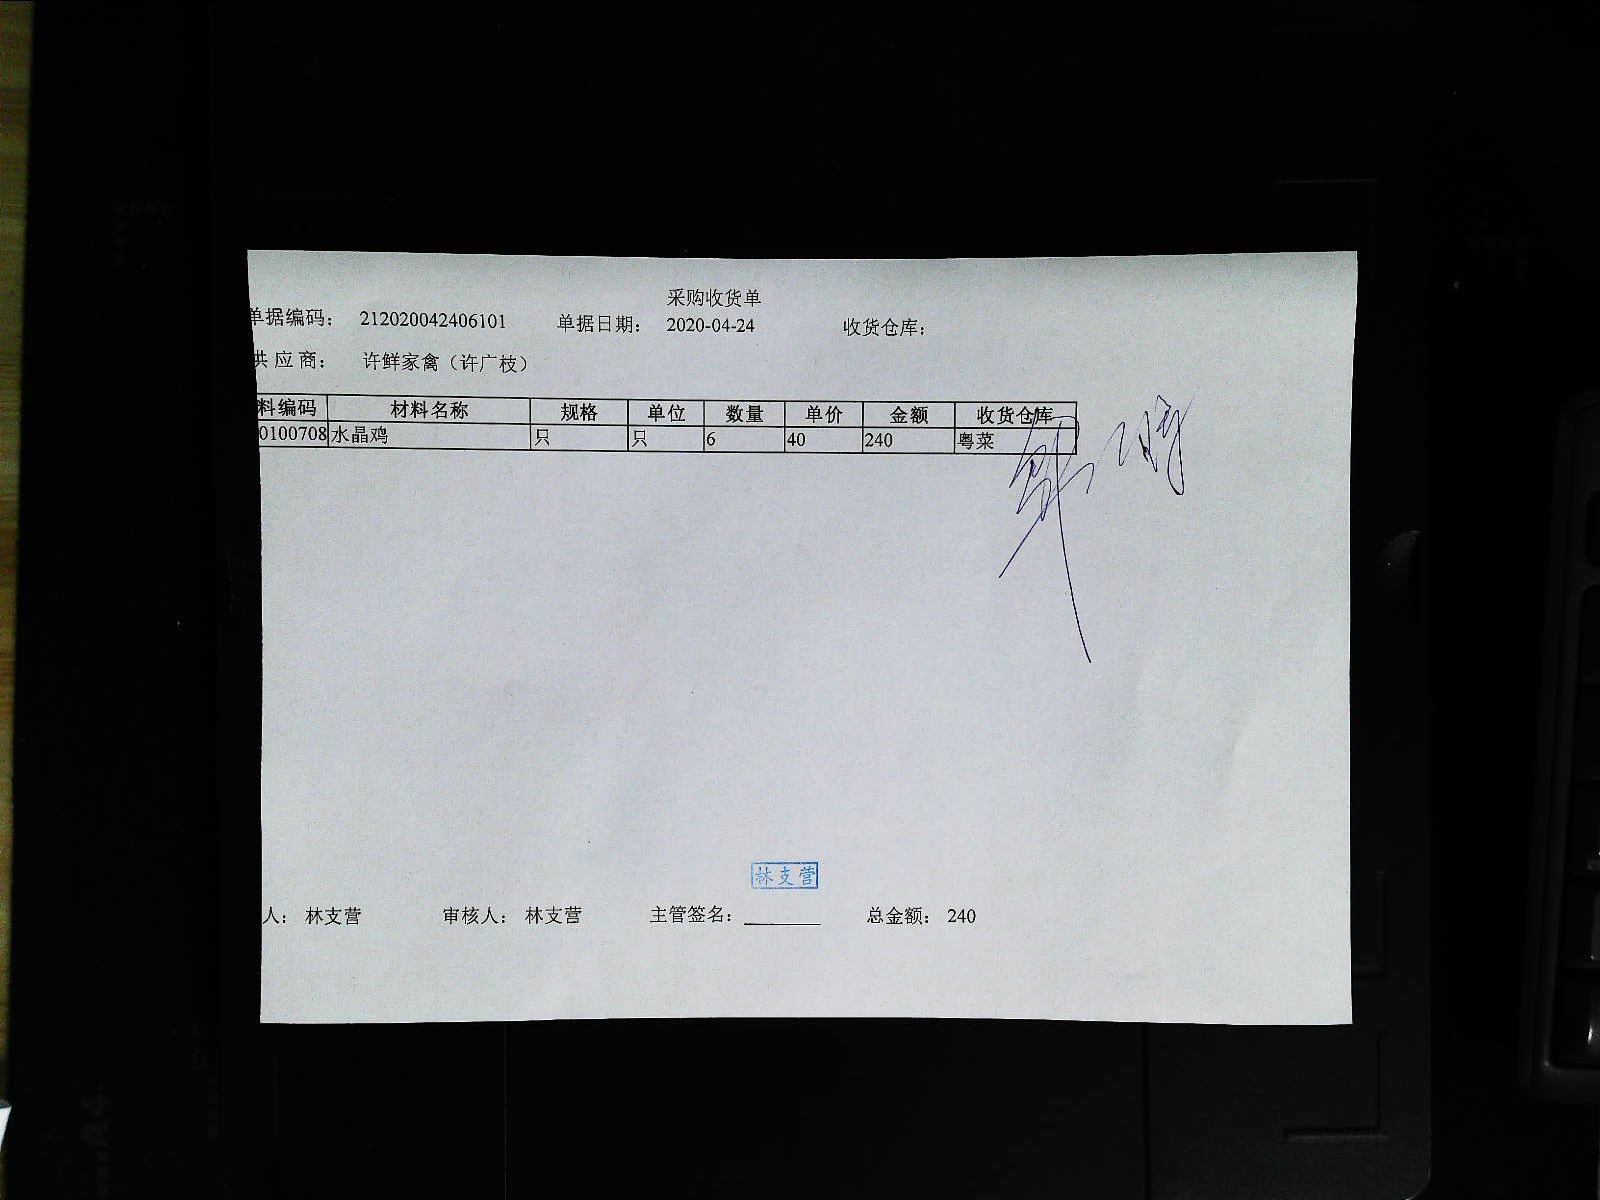 采购收货单
单据编码: 212020042406101 单据日期: 2020-04-24 收货仓库:
供应商: 许鲜家禽（许广枝）
料编码 材料名称 规格 单位 数量 单价 金额 收货仓库
0100708 水晶鸡 只 只 6 40 240 粤菜
林支营
人: 林支营 审核人: 林支营 主管签名: 总金额: 240
A4